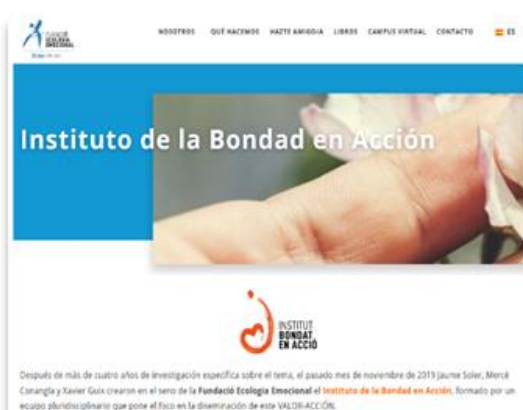 FUNDACIÓ
ECOLOGIA
EMOCIONAL
NOSOTROS QUÉ HACEMOS HAZTE AMIGO/A LIBROS CAMPUS VIRTUAL CONTACTO ES
Instituto de la Bondad en Acción
INSTITUT
BONDAT
EN ACCIÓ
Después de más de cuatro años de investigación específica sobre el tema, el pasado mes de noviembre de 2019 Jaume Soler, Mercè
Conangla y Xavier Guix crearon en el seno de la Fundació Ecologia Emocional el Instituto de la Bondad en Acción, formado por un
equipo pluridisciplinario que pone el foco en la diseminación de este VALOR-ACCIÓN.